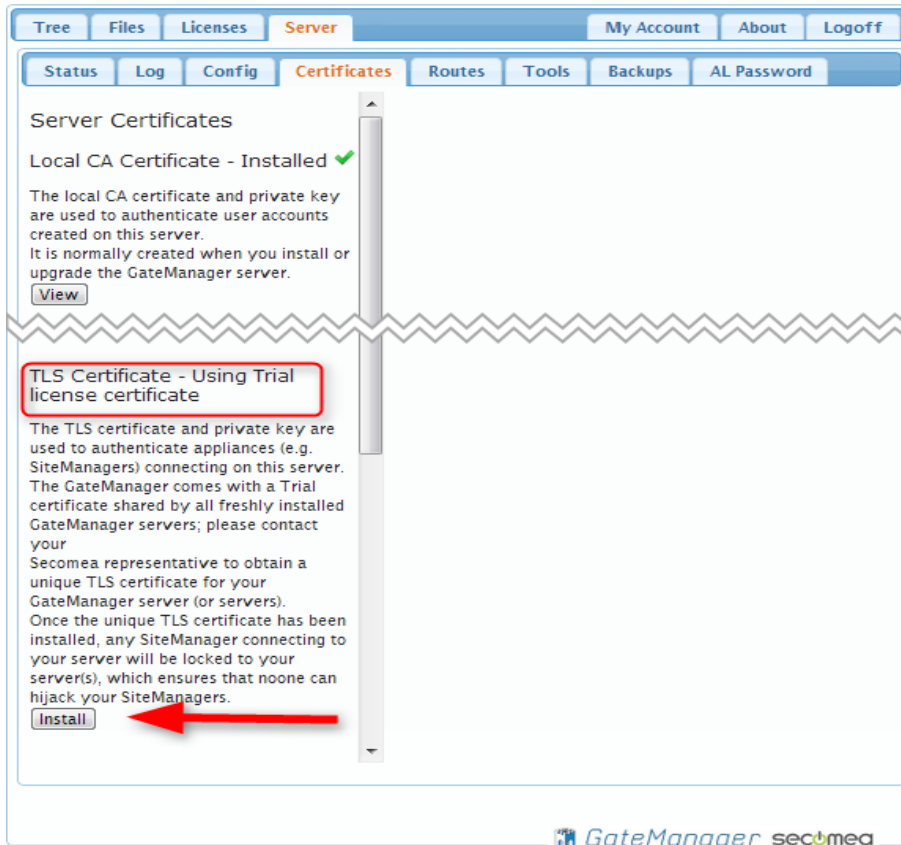 Tree Files Licenses Server My Account About Logoff
Status Log Config Certificates Routes Tools Backups AL Password
Server Certificates
Local CA Certificate - Installed
The local CA certificate and private key
are used to authenticate user accounts
created on this server.
It is normally created when you install or
upgrade the GateManager server.
View
TLS Certificate - Using Trial
license certificate
The TLS certificate and private key are
used to authenticate appliances (e.g.
SiteManagers) connecting on this server.
The GateManager comes with a Trial
certificate shared by all freshly installed
GateManager servers; please contact
your
Secomea representative to obtain a
unique TLS certificate for your
GateManager server (or servers).
Once the unique TLS certificate has been
installed, any SiteManager connecting to
your server will be locked to your
server(s), which ensures that noone can
hijack your SiteManagers.
Install
GateManager secomea